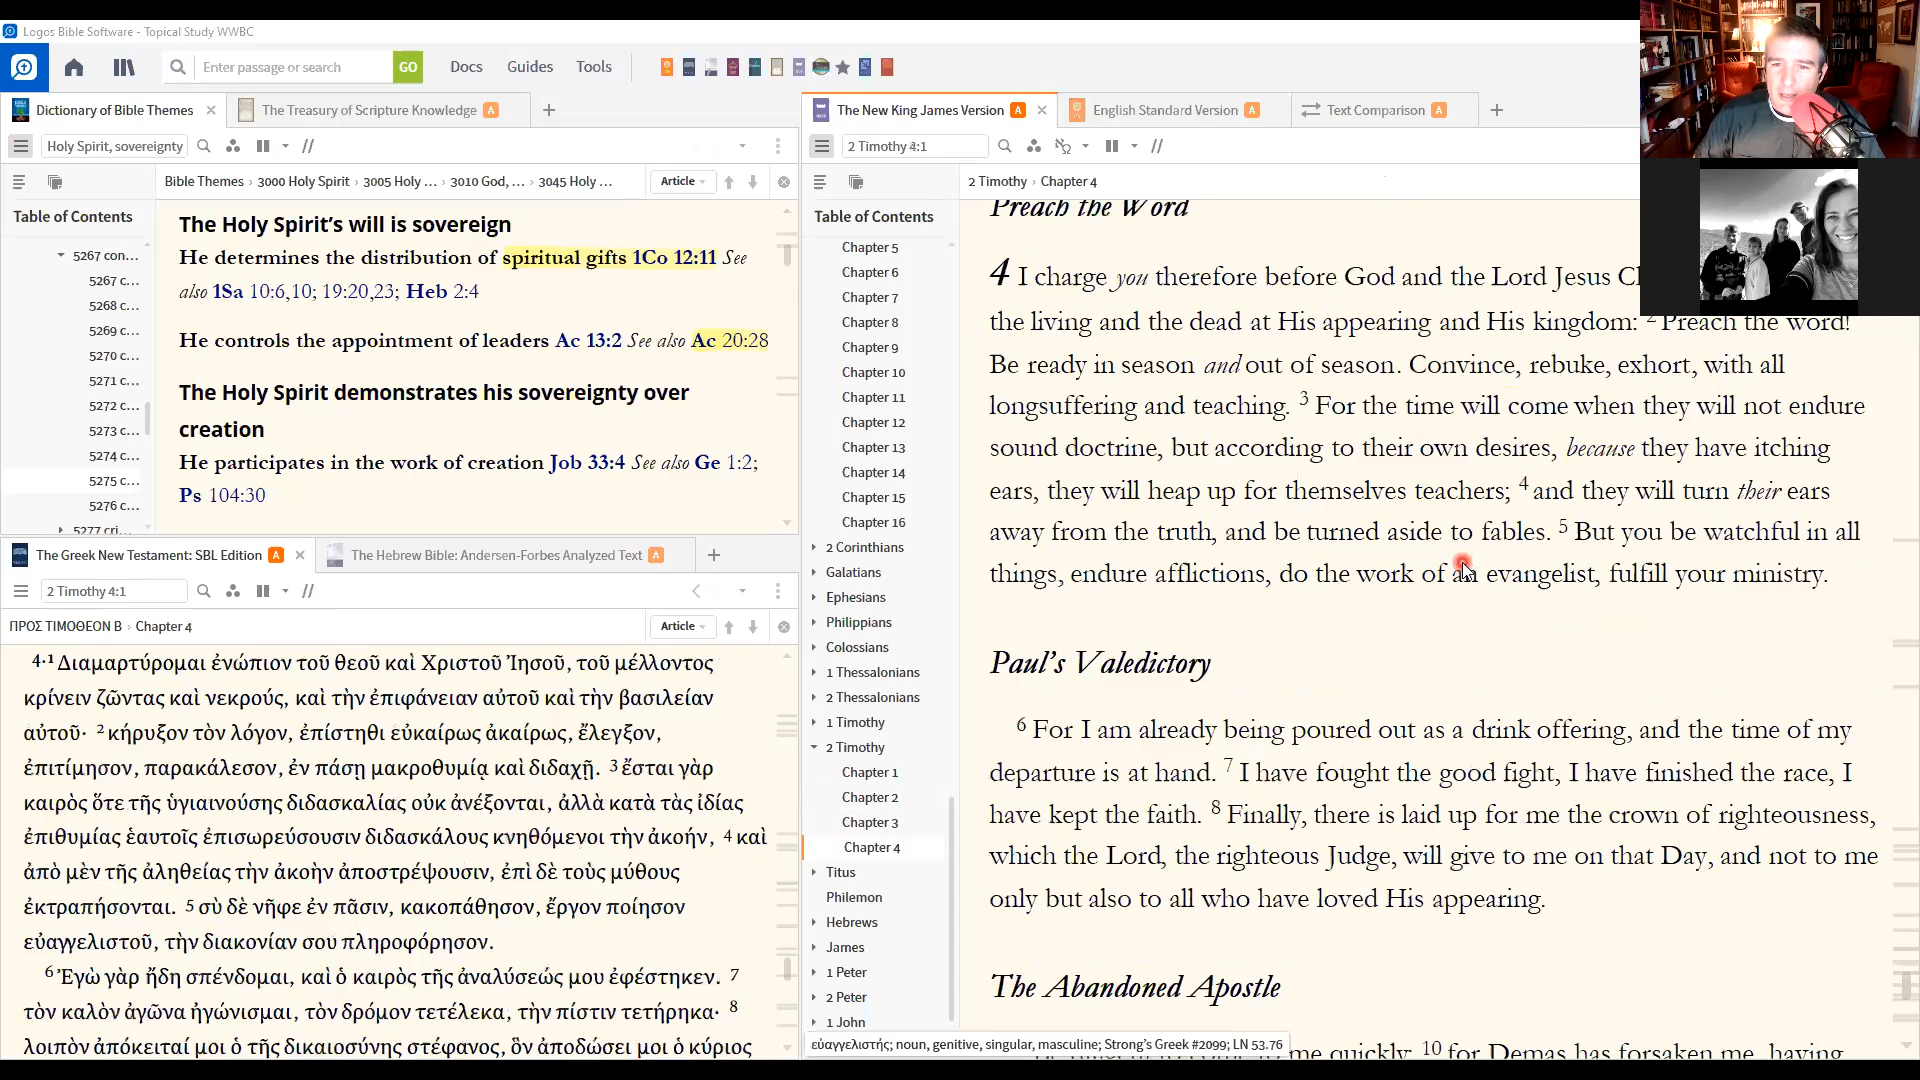 Logos Bible Software - Topical Study WWBC
Enter passage or search
GO
Docs
Guides
Tools
Dictionary of Bible Themes
The Treasury of Scripture Knowledge A
Holy Spirit, sovereignty
Bible Themes › 3000 Holy Spirit › 3005 Holy ... › 3010 God, ... › 3045 Holy ...
Article
Table of Contents
5267 con...
5267 c...
5268 c...
5269 c...
5270 c...
5271 c...
5272 c...
5273 c...
5274 c...
5275 c...
5276 c...
5277 cri...
The Holy Spirit’s will is sovereign
He determines the distribution of spiritual gifts 1Co 12:11 See
also 1Sa 10:6,10; 19:20,23; Heb 2:4
He controls the appointment of leaders Ac 13:2 See also Ac 20:28
The Holy Spirit demonstrates his sovereignty over
creation
He participates in the work of creation Job 33:4 See also Ge 1:2;
Ps 104:30
The Greek New Testament: SBL Edition A
The Hebrew Bible: Andersen-Forbes Analyzed Text A
2 Timothy 4:1
ΠΡΟΣ ΤΙΜΟΘΕΟΝ Β › Chapter 4
Article
4·1 Διαμαρτύρομαι ἐνώπιον τοῦ θεοῦ καὶ Χριστοῦ Ἰησοῦ, τοῦ μέλλοντος
κρίνειν ζῶντας καὶ νεκρούς, καὶ τὴν ἐπιφάνειαν αὐτοῦ καὶ τὴν βασιλείαν
αὐτοῦ· 2 κήρυξον τὸν λόγον, ἐπίστηθι εὐκαίρως ἀκαίρως, ἔλεγξον,
ἐπιτίμησον, παρακάλεσον, ἐν πάσῃ μακροθυμίᾳ καὶ διδαχῇ. 3 ἔσται γὰρ
καιρὸς ὅτε τῆς ὑγιαινούσης διδασκαλίας οὐκ ἀνέξονται, ἀλλὰ κατὰ τὰς ἰδίας
ἐπιθυμίας ἑαυτοῖς ἐπισωρεύσουσιν διδασκάλους κνηθόμενοι τὴν ἀκοήν, 4 καὶ
ἀπὸ μὲν τῆς ἀληθείας τὴν ἀκοὴν ἀποστρέψουσιν, ἐπὶ δὲ τοὺς μύθους
ἐκτραπήσονται. 5 σὺ δὲ νῆφε ἐν πᾶσιν, κακοπάθησον, ἔργον ποίησον
εὐαγγελιστοῦ, τὴν διακονίαν σου πληροφόρησον.
6 Ἐγὼ γὰρ ἤδη σπένδομαι, καὶ ὁ καιρὸς τῆς ἀναλύσεώς μου ἐφέστηκεν. 7
τὸν καλὸν ἀγῶνα ἠγώνισμαι, τὸν δρόμον τετέλεκα, τὴν πίστιν τετήρηκα· 8
λοιπὸν ἀπόκειταί μοι ὁ τῆς δικαιοσύνης στέφανος, ὃν ἀποδώσει μοι ὁ κύριος
The New King James Version A
English Standard Version A
Text Comparison A
2 Timothy 4:1
2 Timothy › Chapter 4
Table of Contents
Chapter 5
Chapter 6
Chapter 7
Chapter 8
Chapter 9
Chapter 10
Chapter 11
Chapter 12
Chapter 13
Chapter 14
Chapter 15
Chapter 16
2 Corinthians
Galatians
Ephesians
Philippians
Colossians
1 Thessalonians
2 Thessalonians
1 Timothy
2 Timothy
Chapter 1
Chapter 2
Chapter 3
Chapter 4
Titus
Philemon
Hebrews
James
1 Peter
2 Peter
1 John
Preach the Word
4 I charge you therefore before God and the Lord Jesus
the living and the dead at His appearing and His kingdom: 2 Preach the word!
Be ready in season and out of season. Convince, rebuke, exhort, with all
longsuffering and teaching. 3 For the time will come when they will not endure
sound doctrine, but according to their own desires, because they have itching
ears, they will heap up for themselves teachers; 4 and they will turn their ears
away from the truth, and be turned aside to fables. 5 But you be watchful in all
things, endure afflictions, do the work of an evangelist, fulfill your ministry.
Paul’s Valedictory
6 For I am already being poured out as a drink offering, and the time of my
departure is at hand. 7 I have fought the good fight, I have finished the race, I
have kept the faith. 8 Finally, there is laid up for me the crown of righteousness,
which the Lord, the righteous Judge, will give to me on that Day, and not to me
only but also to all who have loved His appearing.
The Abandoned Apostle
me quickly; 10 for Demas has forsaken me, having
εὐαγγελιστής; noun, genitive, singular, masculine; Strong’s Greek #2099; LN 53.76